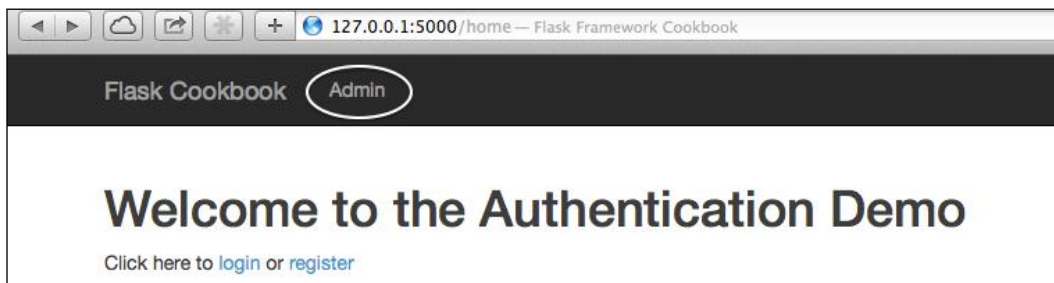 127.0.0.1:5000/home — Flask Framework Cookbook
Flask Cookbook Admin
Welcome to the Authentication Demo
Click here to login or register